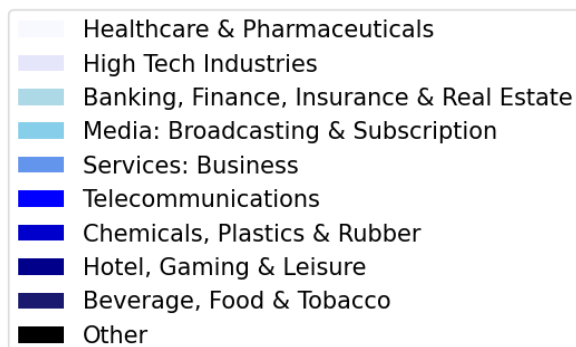 Healthcare & Pharmaceuticals
High Tech Industries
Banking, Finance, Insurance & Real Estate
Media: Broadcasting & Subscription
Services: Business
Telecommunications
Chemicals, Plastics & Rubber
Hotel, Gaming & Leisure
Beverage, Food & Tobacco
Other